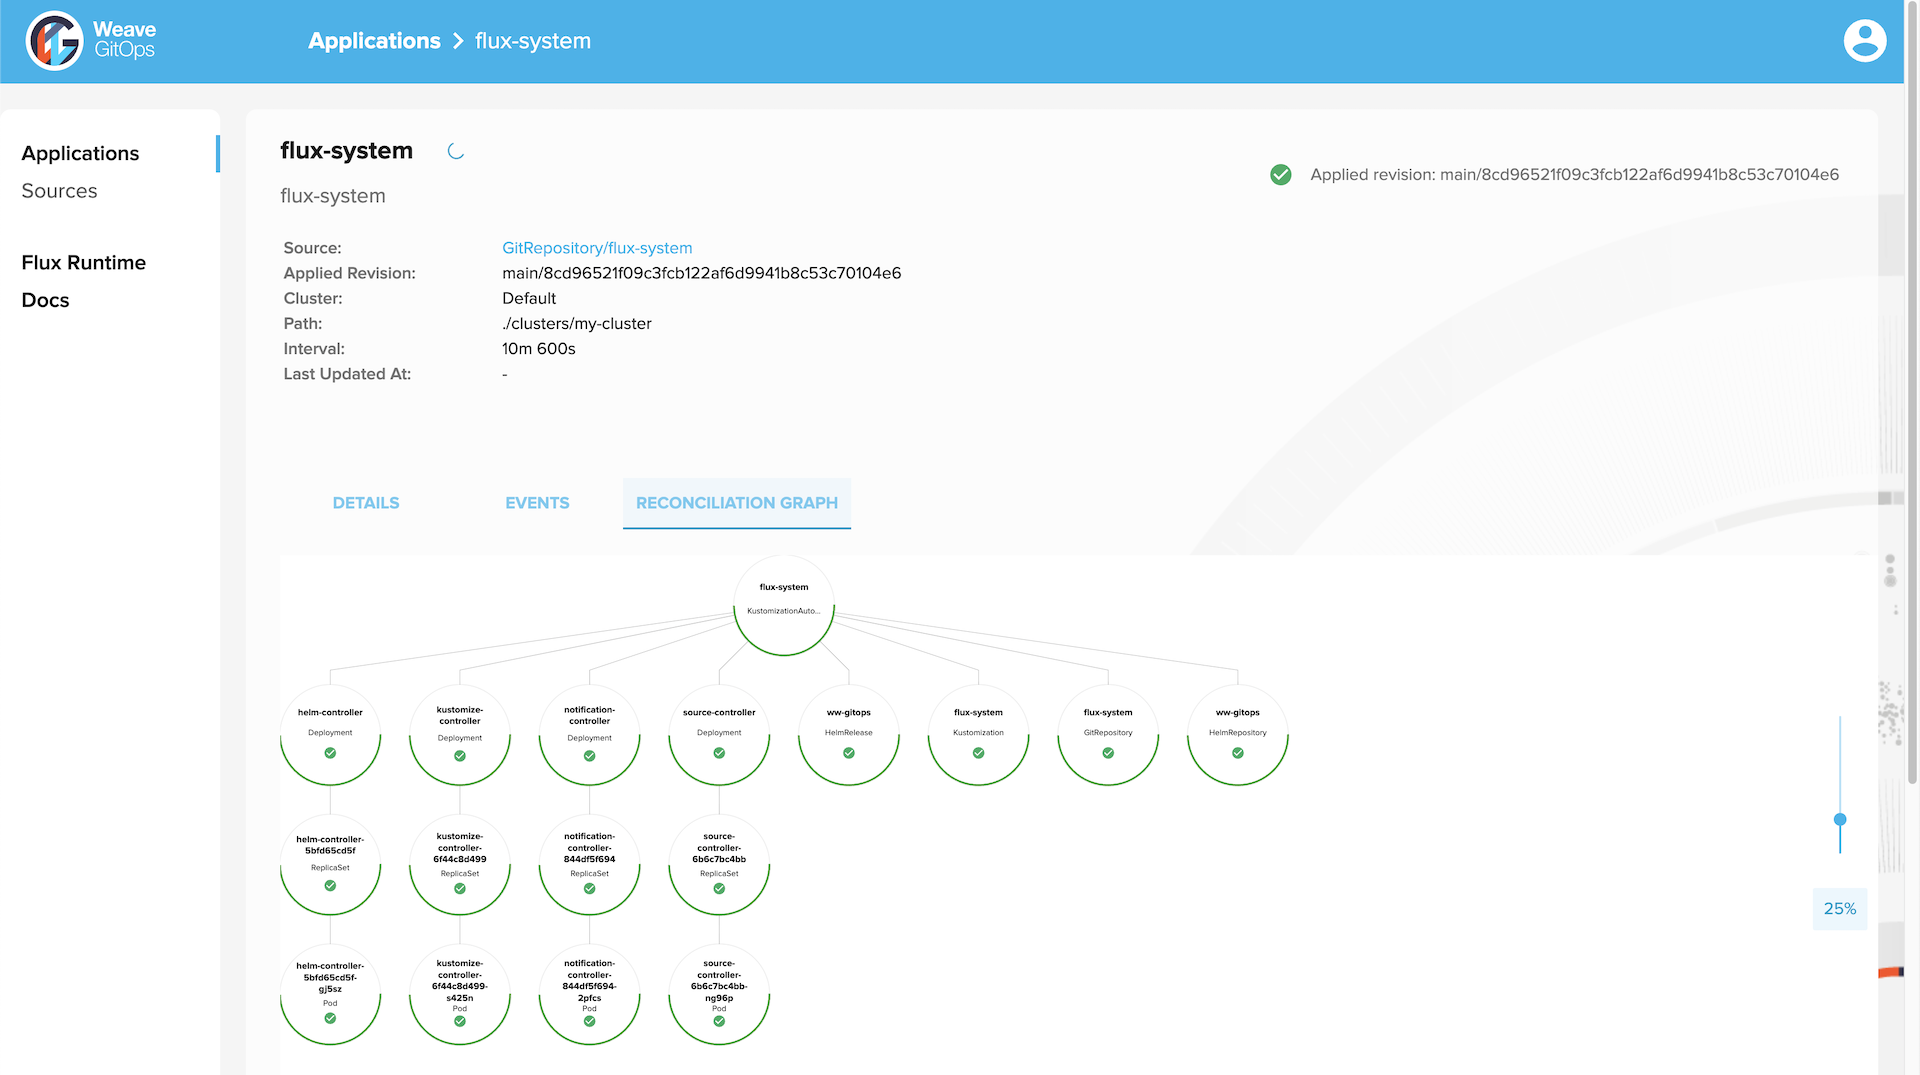 Weave
GitOps
Applications > flux-system
Applications
Sources
Flux Runtime
Docs
flux-system
flux-system
Applied revision: main/8cd96521f09c3fcb122af6d9941b8c53c70104e6
Source: GitRepository/flux-system
Applied Revision: main/8cd96521f09c3fcb122af6d9941b8c53c70104e6
Cluster: Default
Path: ./clusters/my-cluster
Interval: 10m 600s
Last Updated At: -
DETAILS EVENTS RECONCILIATION GRAPH
flux-system
KustomizationAuto...
helm-controller
Deployment
kustomize-
controller
Deployment
notification-
controller
Deployment
source-controller
Deployment
ww-gitops
HelmRelease
flux-system
Kustomization
flux-system
GitRepository
ww-gitops
HelmRepository
helm-controller-
5bfd65cd5f
ReplicaSet
kustomize-
controller-
6f44c8d499
ReplicaSet
notification-
controller-
844df5f694
ReplicaSet
source-
controller-
6b6c7bc4bb
ReplicaSet
25%
helm-controller-
5bfd65cd5f-
gj5sz
Pod
kustomize-
controller-
6f44c8d499-
s425n
Pod
notification-
controller-
844df5f694-
2pfcs
Pod
source-
controller-
6b6c7bc4bb-
ng96p
Pod